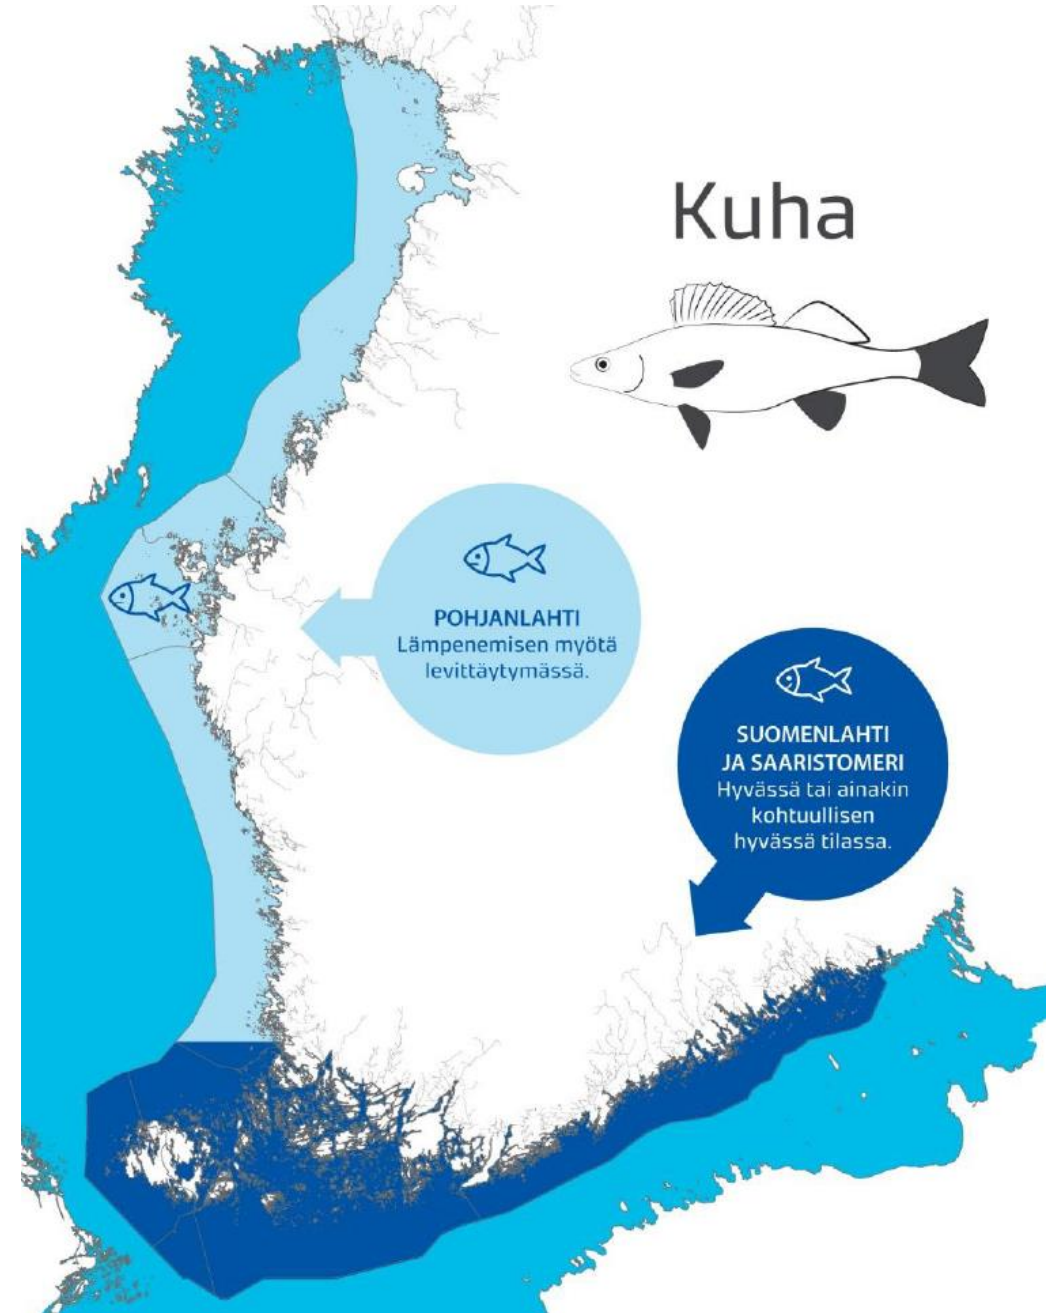 Kuha
POHJANLAHTI
Lämpenemisen myötä
levittäytymässä.
SUOMENLAHTI
JA SAARISTOMERI
Hyvässä tai ainakin
kohtuullisen
hyvässä tilassa.